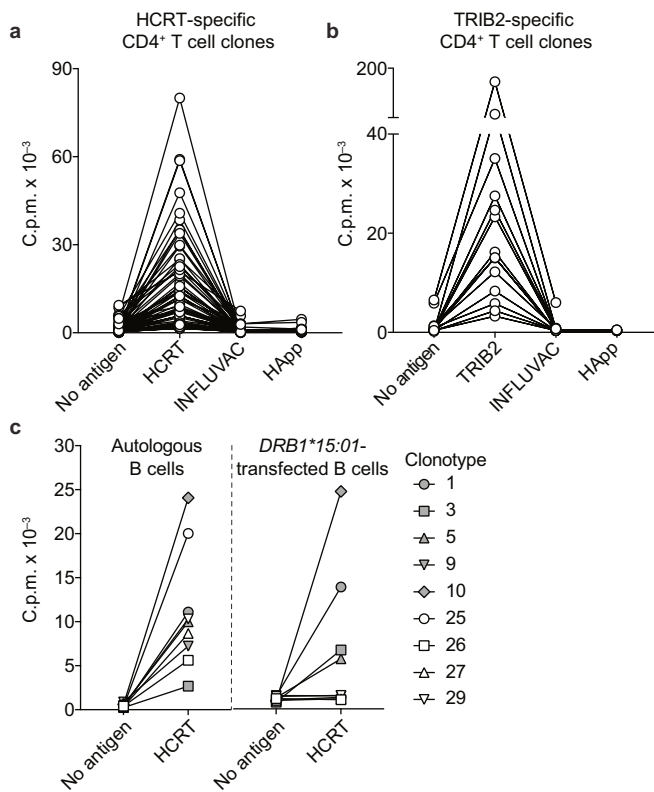 a
HCRT-specific
CD4⁺ T cell clones
C.p.m. x 10⁻³
90
60
30
0
No antigen
HCRT
INFLUVAC
HApp
b
TRIB2-specific
CD4⁺ T cell clones
C.p.m. x 10⁻³
200
40
20
0
No antigen
TRIB2
INFLUVAC
HApp
c
C.p.m. x 10⁻³
30
25
20
15
10
5
0
Autologous
B cells
DRB1*15:01-
transfected B cells
No antigen
HCRT
No antigen
HCRT
Clonotype
1
3
5
9
10
25
26
27
29